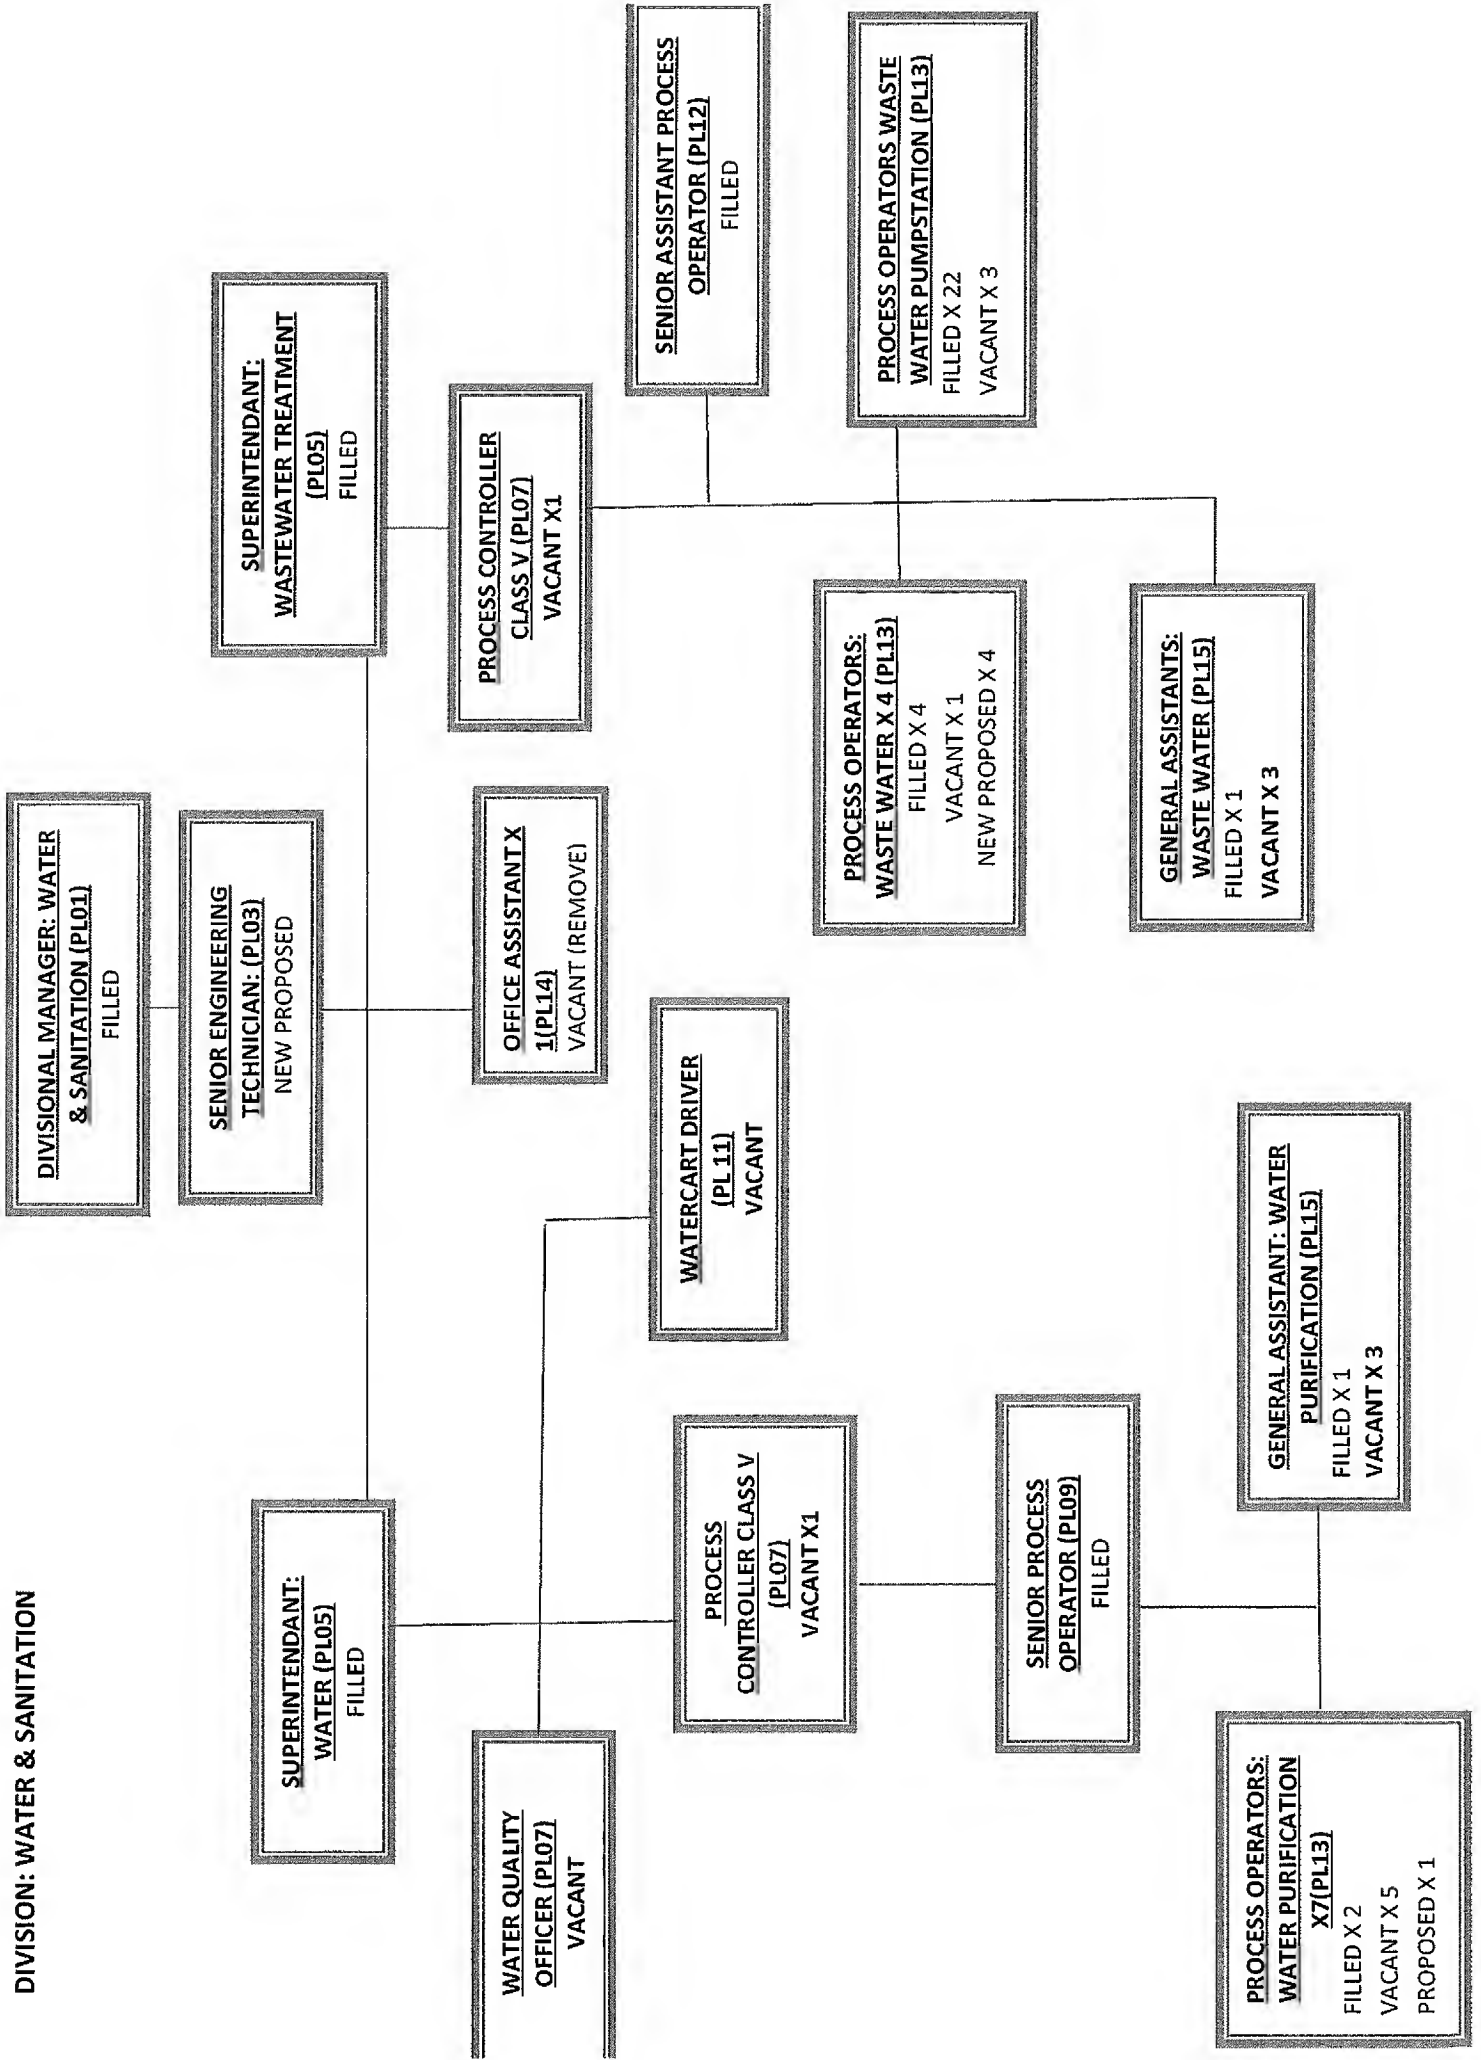 DIVISION: WATER & SANITATION
DIVISIONAL MANAGER: WATER
& SANITATION (PL01)
FILLED
SENIOR ENGINEERING
TECHNICIAN: (PL03)
NEW PROPOSED
SUPERINTENDANT:
WATER (PL05)
FILLED
SUPERINTENDANT:
WASTEWATER TREATMENT
(PL05)
FILLED
WATER QUALITY
OFFICER (PL07)
VACANT
OFFICE ASSISTANT X
1(PL14)
VACANT (REMOVE)
PROCESS CONTROLLER
CLASS V (PL07)
VACANT X1
WATERCART DRIVER
(PL 11)
VACANT
PROCESS
CONTROLLER CLASS V
(PL07)
VACANT X1
SENIOR ASSISTANT PROCESS
OPERATOR (PL12)
FILLED
PROCESS OPERATORS:
WASTE WATER X 4 (PL13)
FILLED X 4
VACANT X 1
NEW PROPOSED X 4
PROCESS OPERATORS WASTE
WATER PUMPSTATION (PL13)
FILLED X 22
VACANT X 3
SENIOR PROCESS
OPERATOR (PL09)
FILLED
GENERAL ASSISTANTS:
WASTE WATER (PL15)
FILLED X 1
VACANT X 3
PROCESS OPERATORS:
WATER PURIFICATION
X7(PL13)
FILLED X 2
VACANT X 5
PROPOSED X 1
GENERAL ASSISTANT: WATER
PURIFICATION (PL15)
FILLED X 1
VACANT X 3